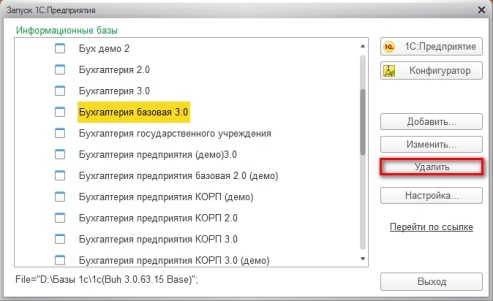 Запуск 1С:Предприятия
Информационные базы
Бух демо 2
Бухгалтерия 2.0
Бухгалтерия 3.0
Бухгалтерия базовая 3.0
Бухгалтерия государственного учреждения
Бухгалтерия предприятия (демо)3.0
Бухгалтерия предприятия базовая 2.0 (демо)
Бухгалтерия предприятия КОРП (демо)
Бухгалтерия предприятия КОРП 2.0
Бухгалтерия предприятия КОРП 3.0
Бухгалтерия предприятия КОРП 3.0 (демо)
File="D:\Базы 1с\1c(Buh 3.0.63.15 Base)";
1С:Предприятие
Конфигуратор
Добавить...
Изменить...
Удалить
Настройка...
Перейти по ссылке
Выход